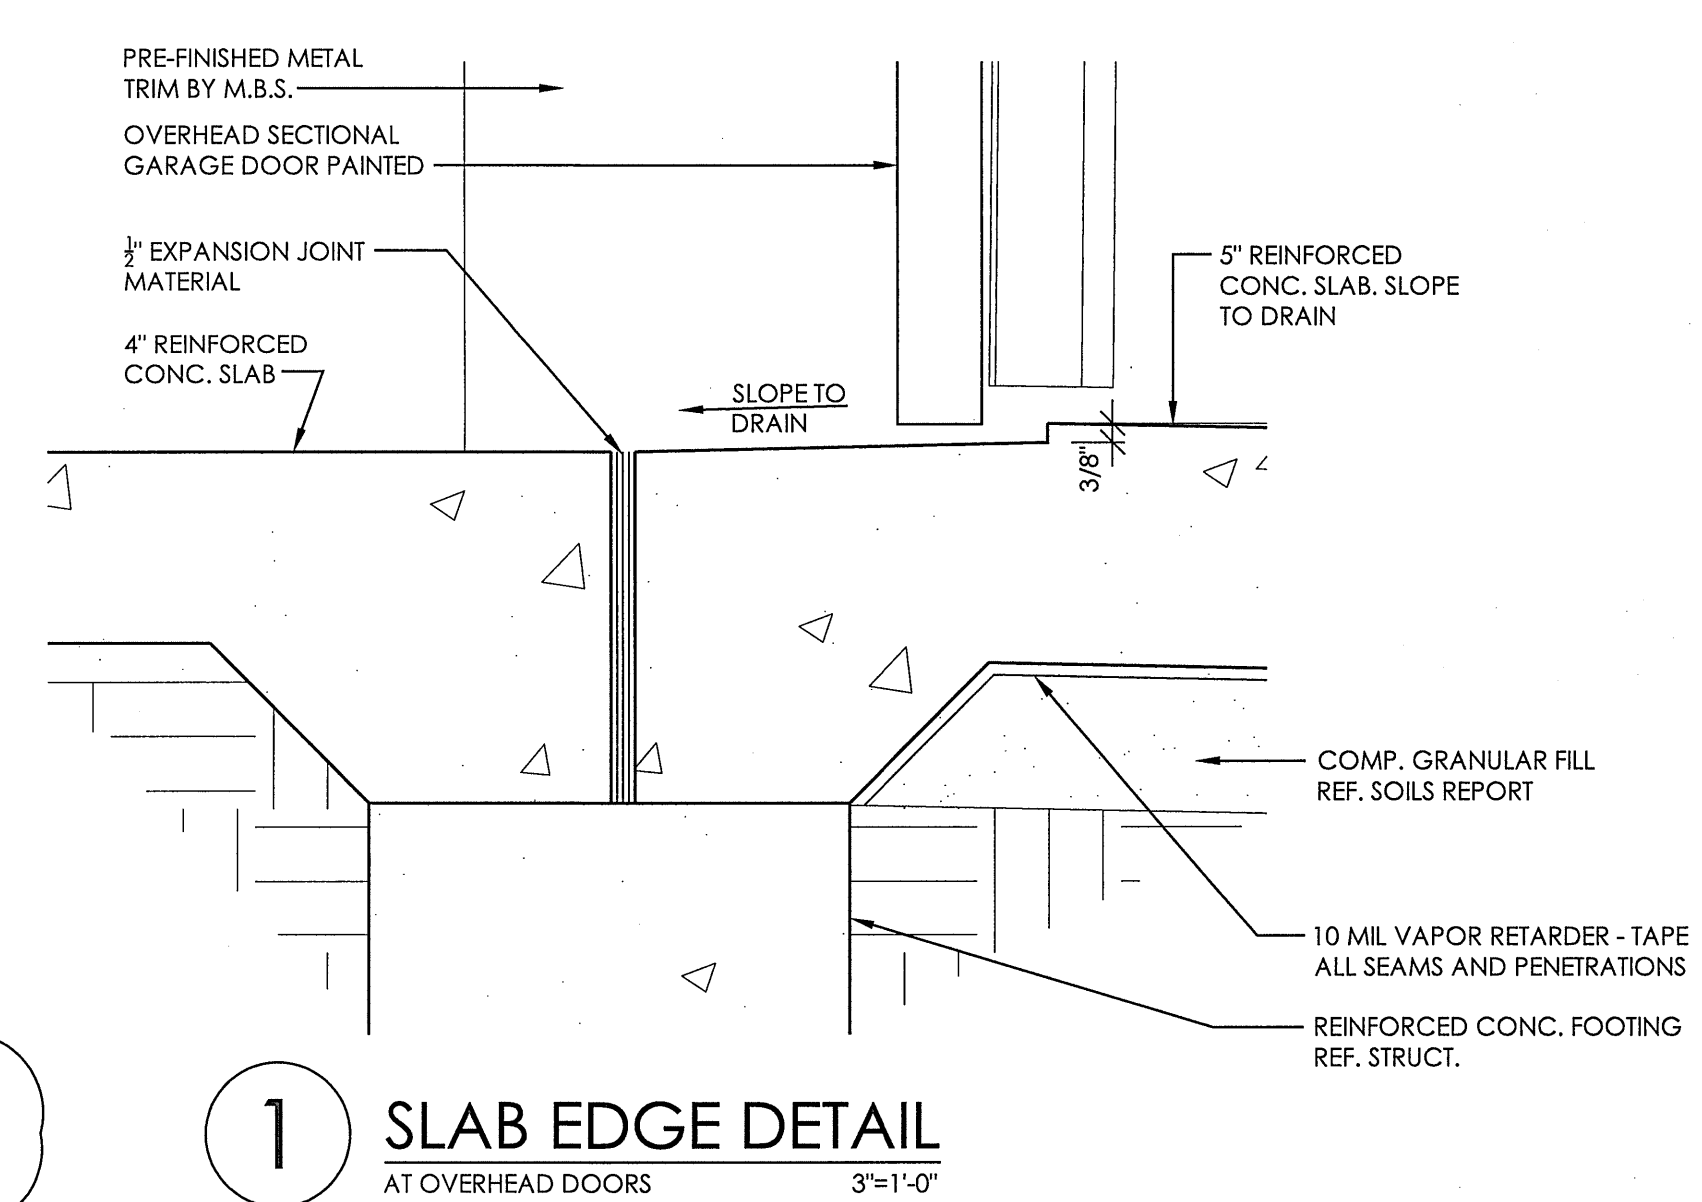 PRE-FINISHED METAL
TRIM BY M.B.S.
OVERHEAD SECTIONAL
GARAGE DOOR PAINTED
½" EXPANSION JOINT
MATERIAL
4" REINFORCED
CONC. SLAB
SLOPE TO
DRAIN
5" REINFORCED
CONC. SLAB. SLOPE
TO DRAIN
3/8"
COMP. GRANULAR FILL
REF. SOILS REPORT
10 MIL VAPOR RETARDER - TAPE
ALL SEAMS AND PENETRATIONS
REINFORCED CONC. FOOTING
REF. STRUCT.
1
SLAB EDGE DETAIL
AT OVERHEAD DOORS 3"=1'-0"